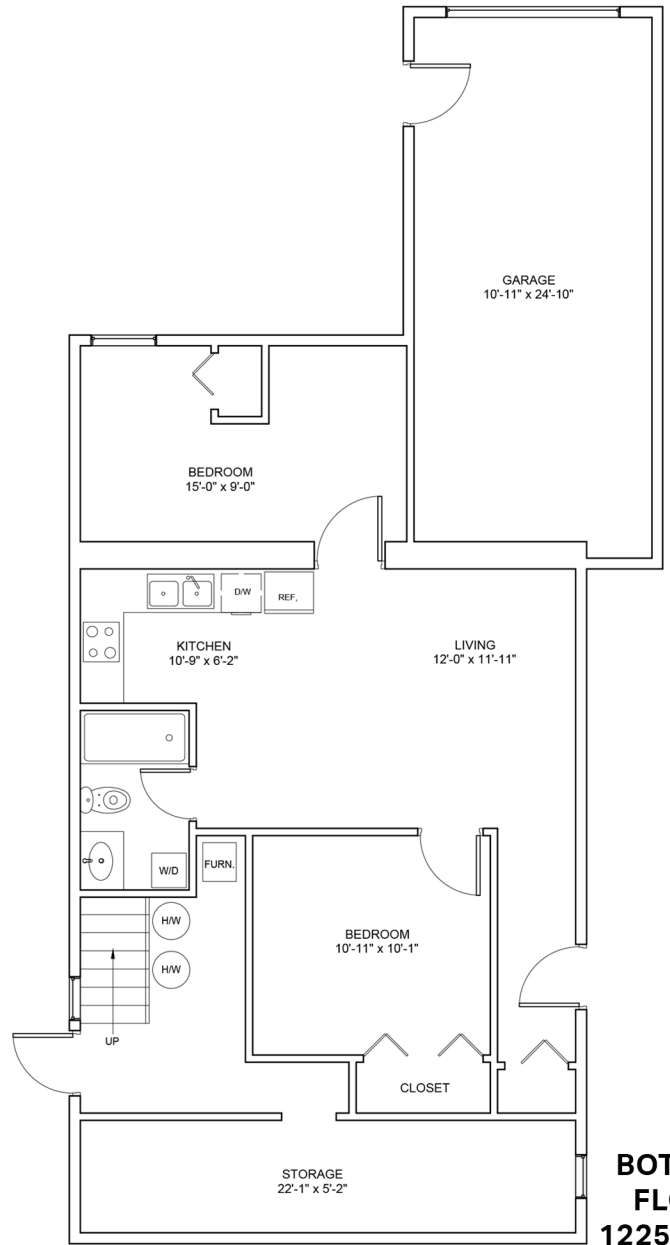 GARAGE
10'-11" x 24'-10"
BEDROOM
15'-0" x 9'-0"
D/W
REF,
KITCHEN
10'-9" x 6'-2"
LIVING
12'-0" x 11'-11"
W/D
FURN.
H/W
H/W
BEDROOM
10'-11" x 10'-1"
UP
CLOSET
STORAGE
22'-1" x 5'-2"
BOT
FLO
1225